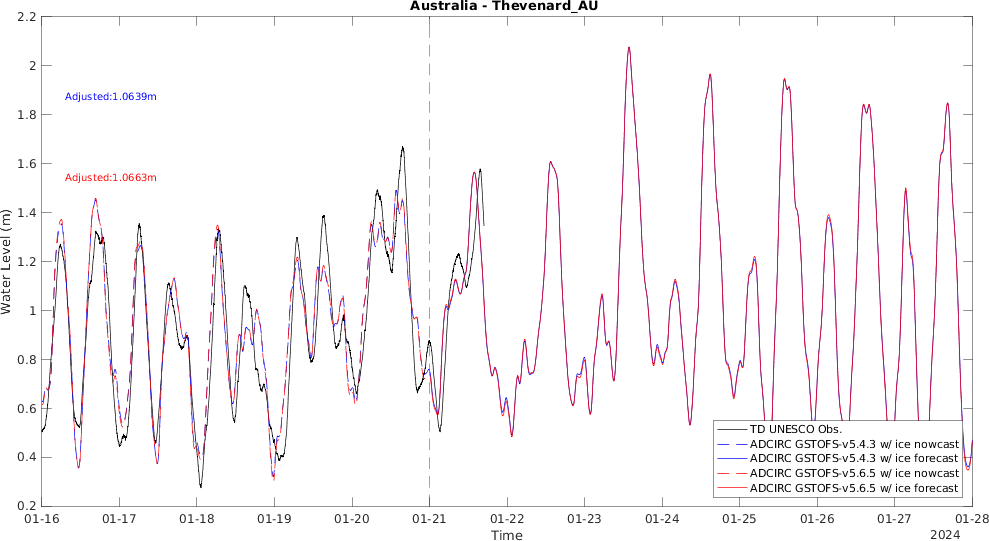 Australia - Thevenard_AU
Water Level (m)
2.2
2
1.8
1.6
1.4
1.2
1
0.8
0.6
0.4
0.2
Adjusted:1.0639m
Adjusted:1.0663m
TD UNESCO Obs.
ADCIRC GSTOFS-v5.4.3 w/ ice nowcast
ADCIRC GSTOFS-v5.4.3 w/ ice forecast
ADCIRC GSTOFS-v5.6.5 w/ ice nowcast
ADCIRC GSTOFS-v5.6.5 w/ ice forecast
01-16 01-17 01-18 01-19 01-20 01-21 01-22 01-23 01-24 01-25 01-26 01-27 01-28
Time
2024